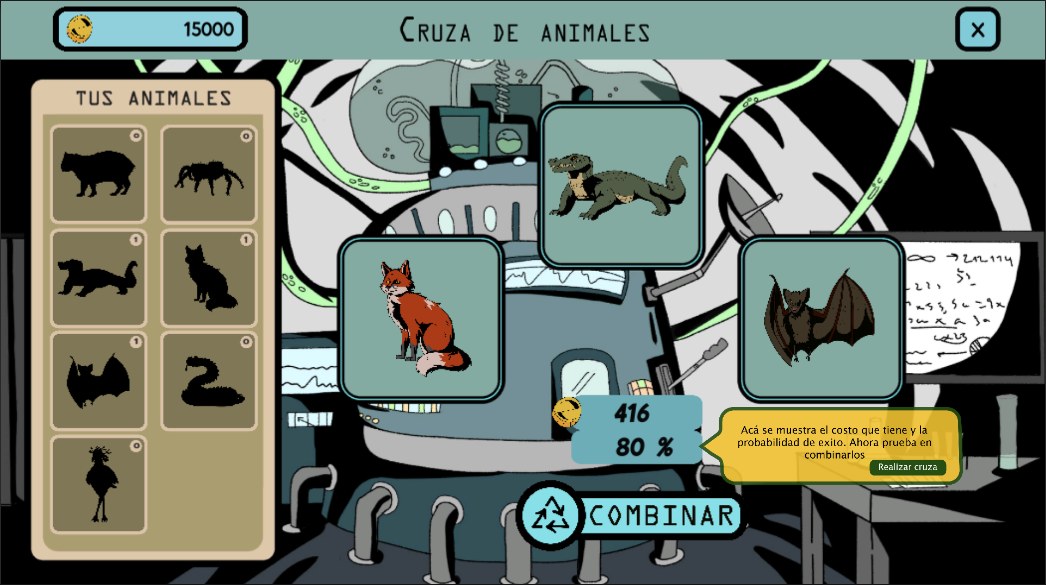 15000
CRUZA DE ANIMALES
X
TUS ANIMALES
0
0
1
1
1
0
0
416
80 %
Acá se muestra el costo que tiene y la
probabilidad de exito. Ahora prueba en
combinarlos
Realizar cruza
COMBINAR